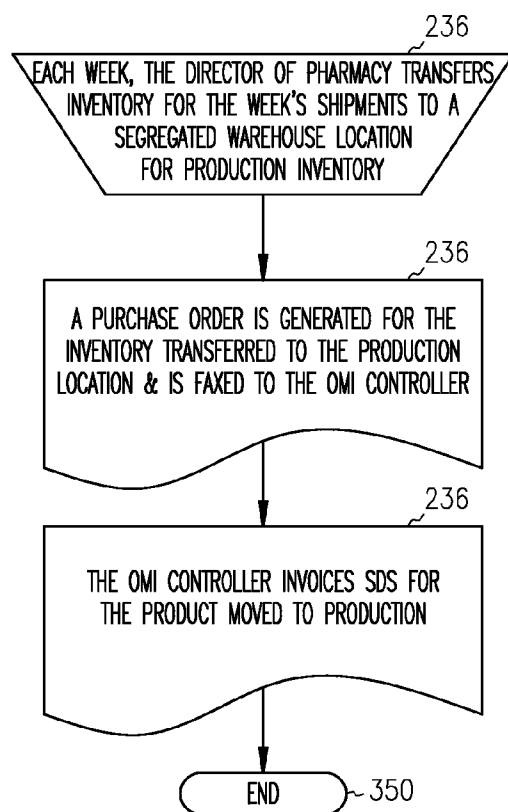 236
EACH WEEK, THE DIRECTOR OF PHARMACY TRANSFERS
INVENTORY FOR THE WEEK'S SHIPMENTS TO A
SEGREGATED WAREHOUSE LOCATION
FOR PRODUCTION INVENTORY
236
A PURCHASE ORDER IS GENERATED FOR THE
INVENTORY TRANSFERRED TO THE PRODUCTION
LOCATION & IS FAXED TO THE OMI CONTROLLER
236
THE OMI CONTROLLER INVOICES SDS FOR
THE PRODUCT MOVED TO PRODUCTION
END 350